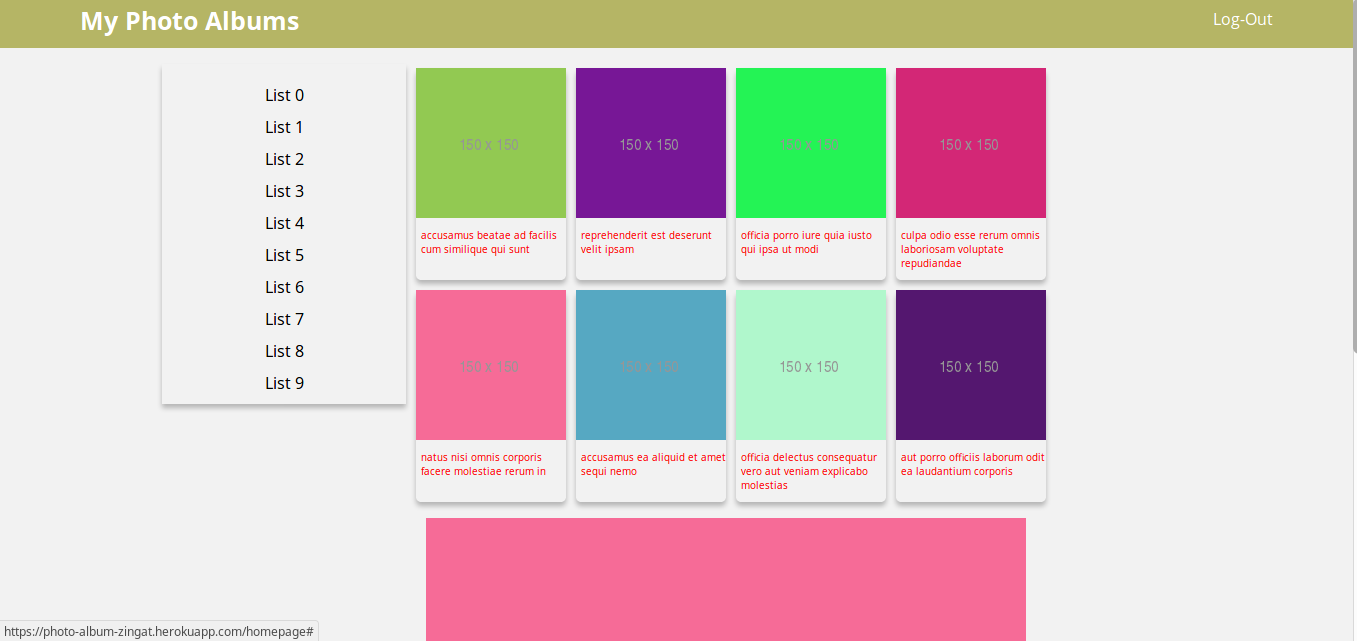 My Photo Albums
Log-Out
List 0
List 1
List 2
List 3
List 4
List 5
List 6
List 7
List 8
List 9
150 x 150
150 x 150
150 x 150
150 x 150
accusamus beatae ad facilis
cum similique qui sunt
reprehenderit est deserunt
velit ipsam
officia porro iure quia iusto
qui ipsa ut modi
culpa odio esse rerum omnis
laboriosam voluptate
repudiandae
150 x 150
150 x 150
150 x 150
150 x 150
natus nisi omnis corporis
facere molestiae rerum in
accusamus ea aliquid et amet
sequi nemo
officia delectus consequatur
vero aut veniam explicabo
molestias
aut porro officiis laborum odit
ea laudantium corporis
https://photo-album-zingat.herokuapp.com/homepage#